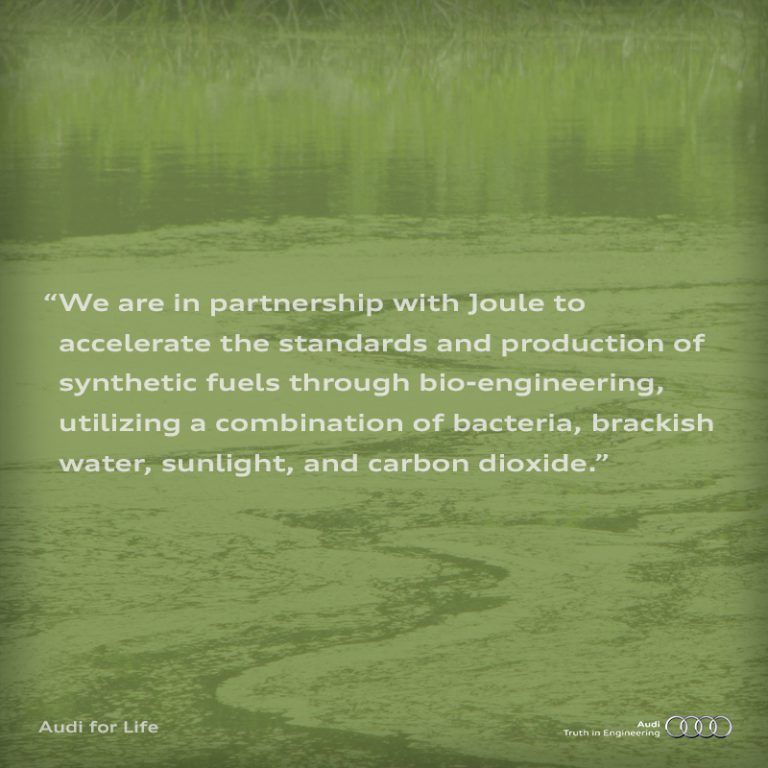 “We are in partnership with Joule to
accelerate the standards and production of
synthetic fuels through bio-engineering,
utilizing a combination of bacteria, brackish
water, sunlight, and carbon dioxide.”
Audi for Life
Audi
Truth in Engineering